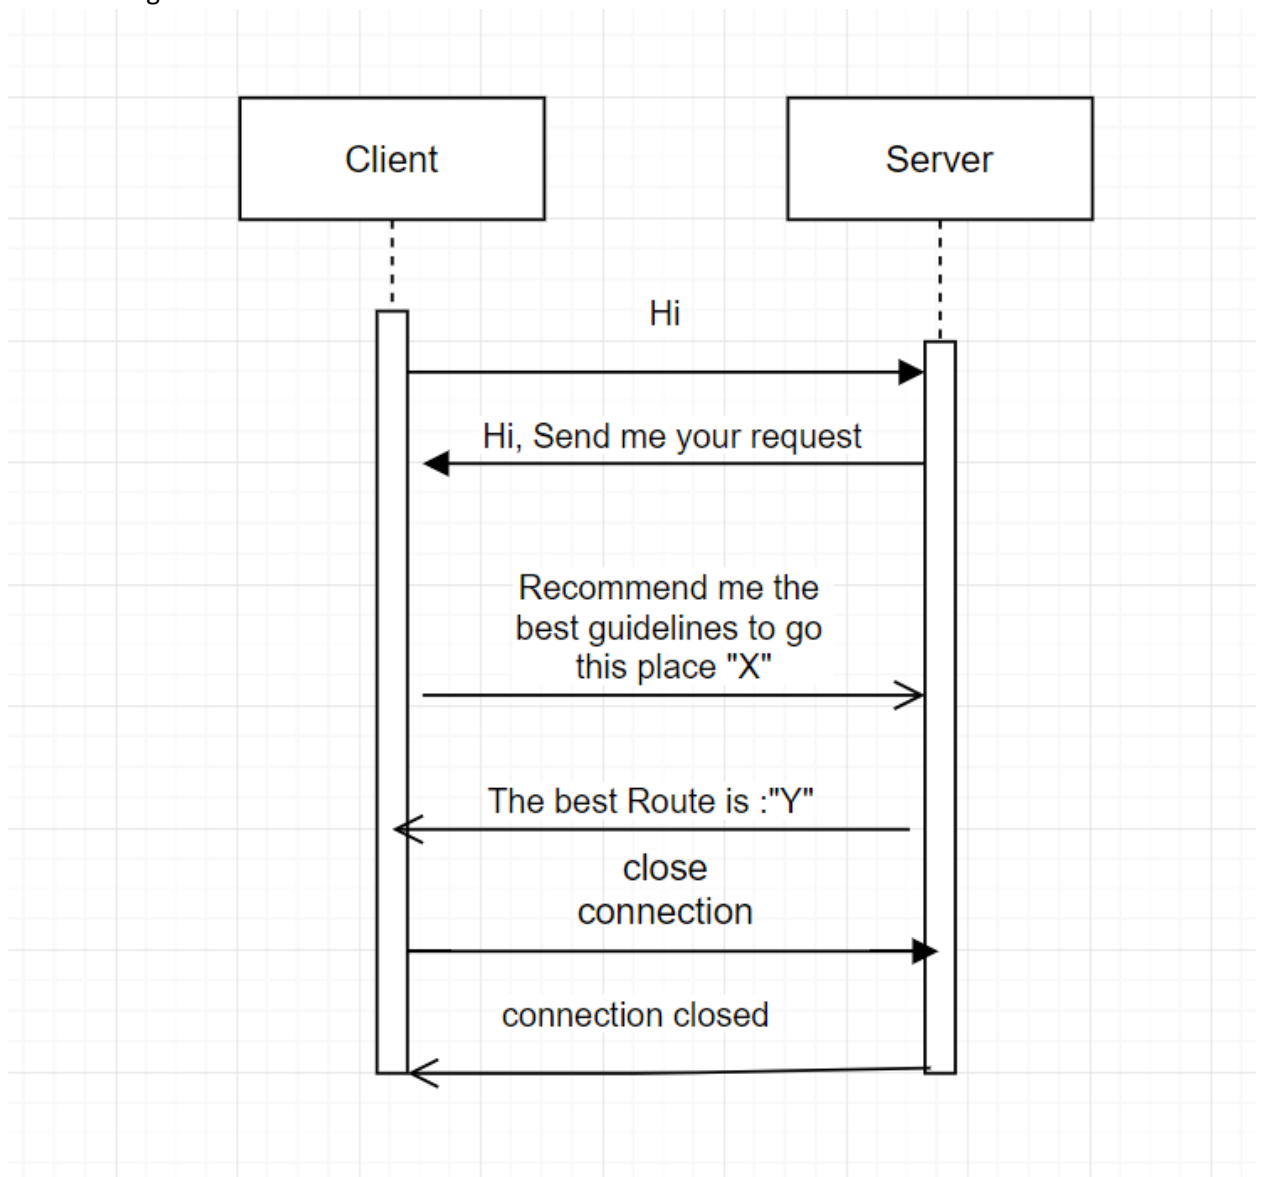 Client
Server
Hi
Hi, Send me your request
Recommend me the
best guidelines to go
this place "X"
The best Route is :"Y"
close
connection
connection closed